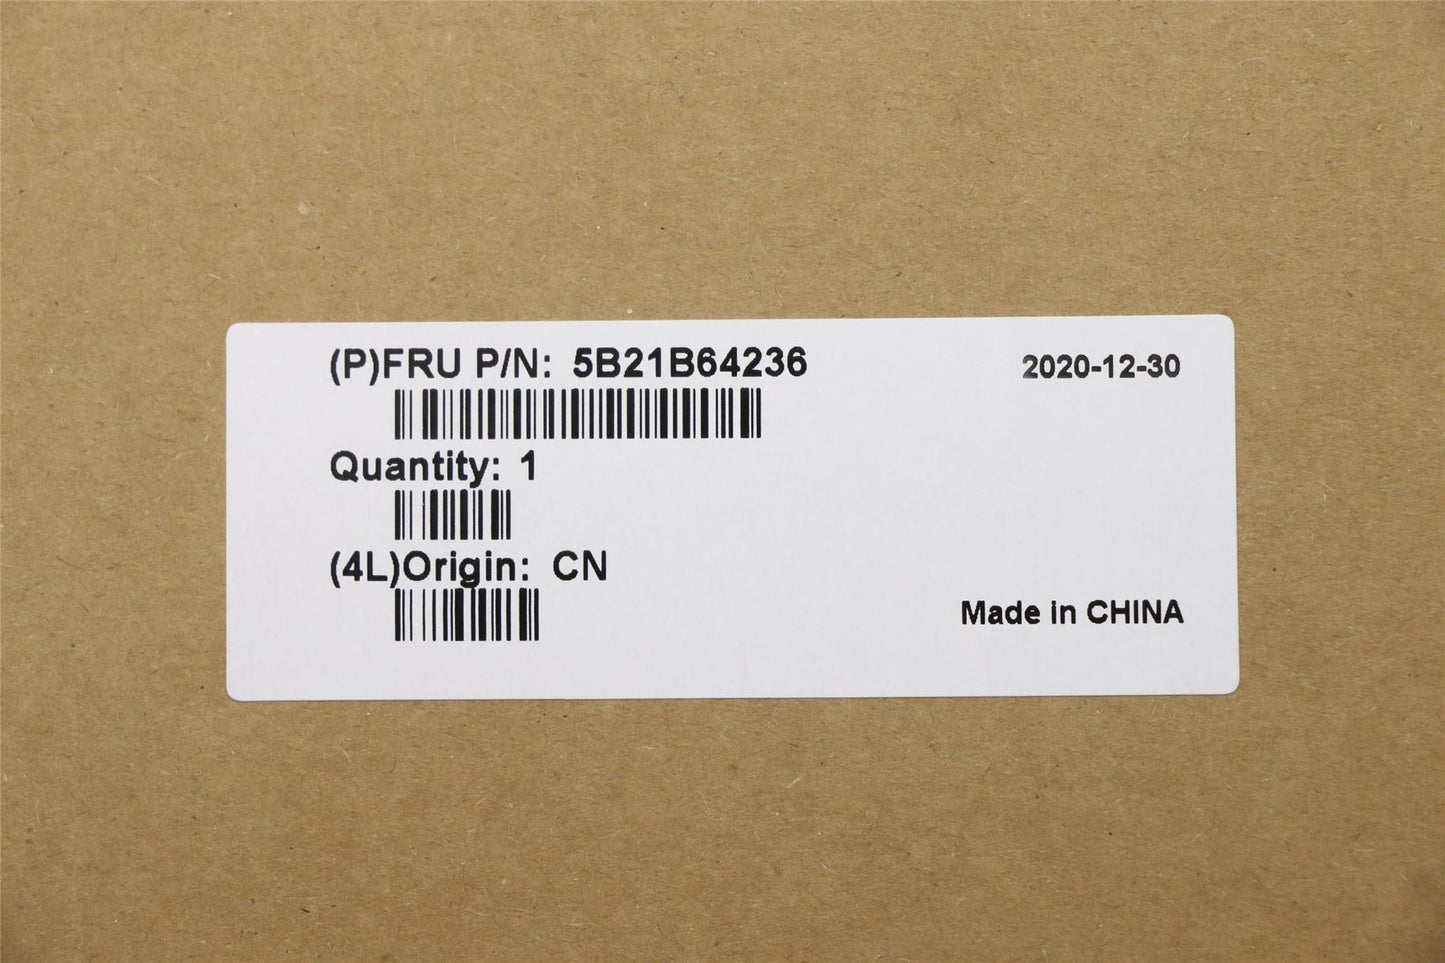 (P)FRU P/N: 5B21B64236
2020-12-30
Quantity: 1
(4L)Origin: CN
Made in CHINA